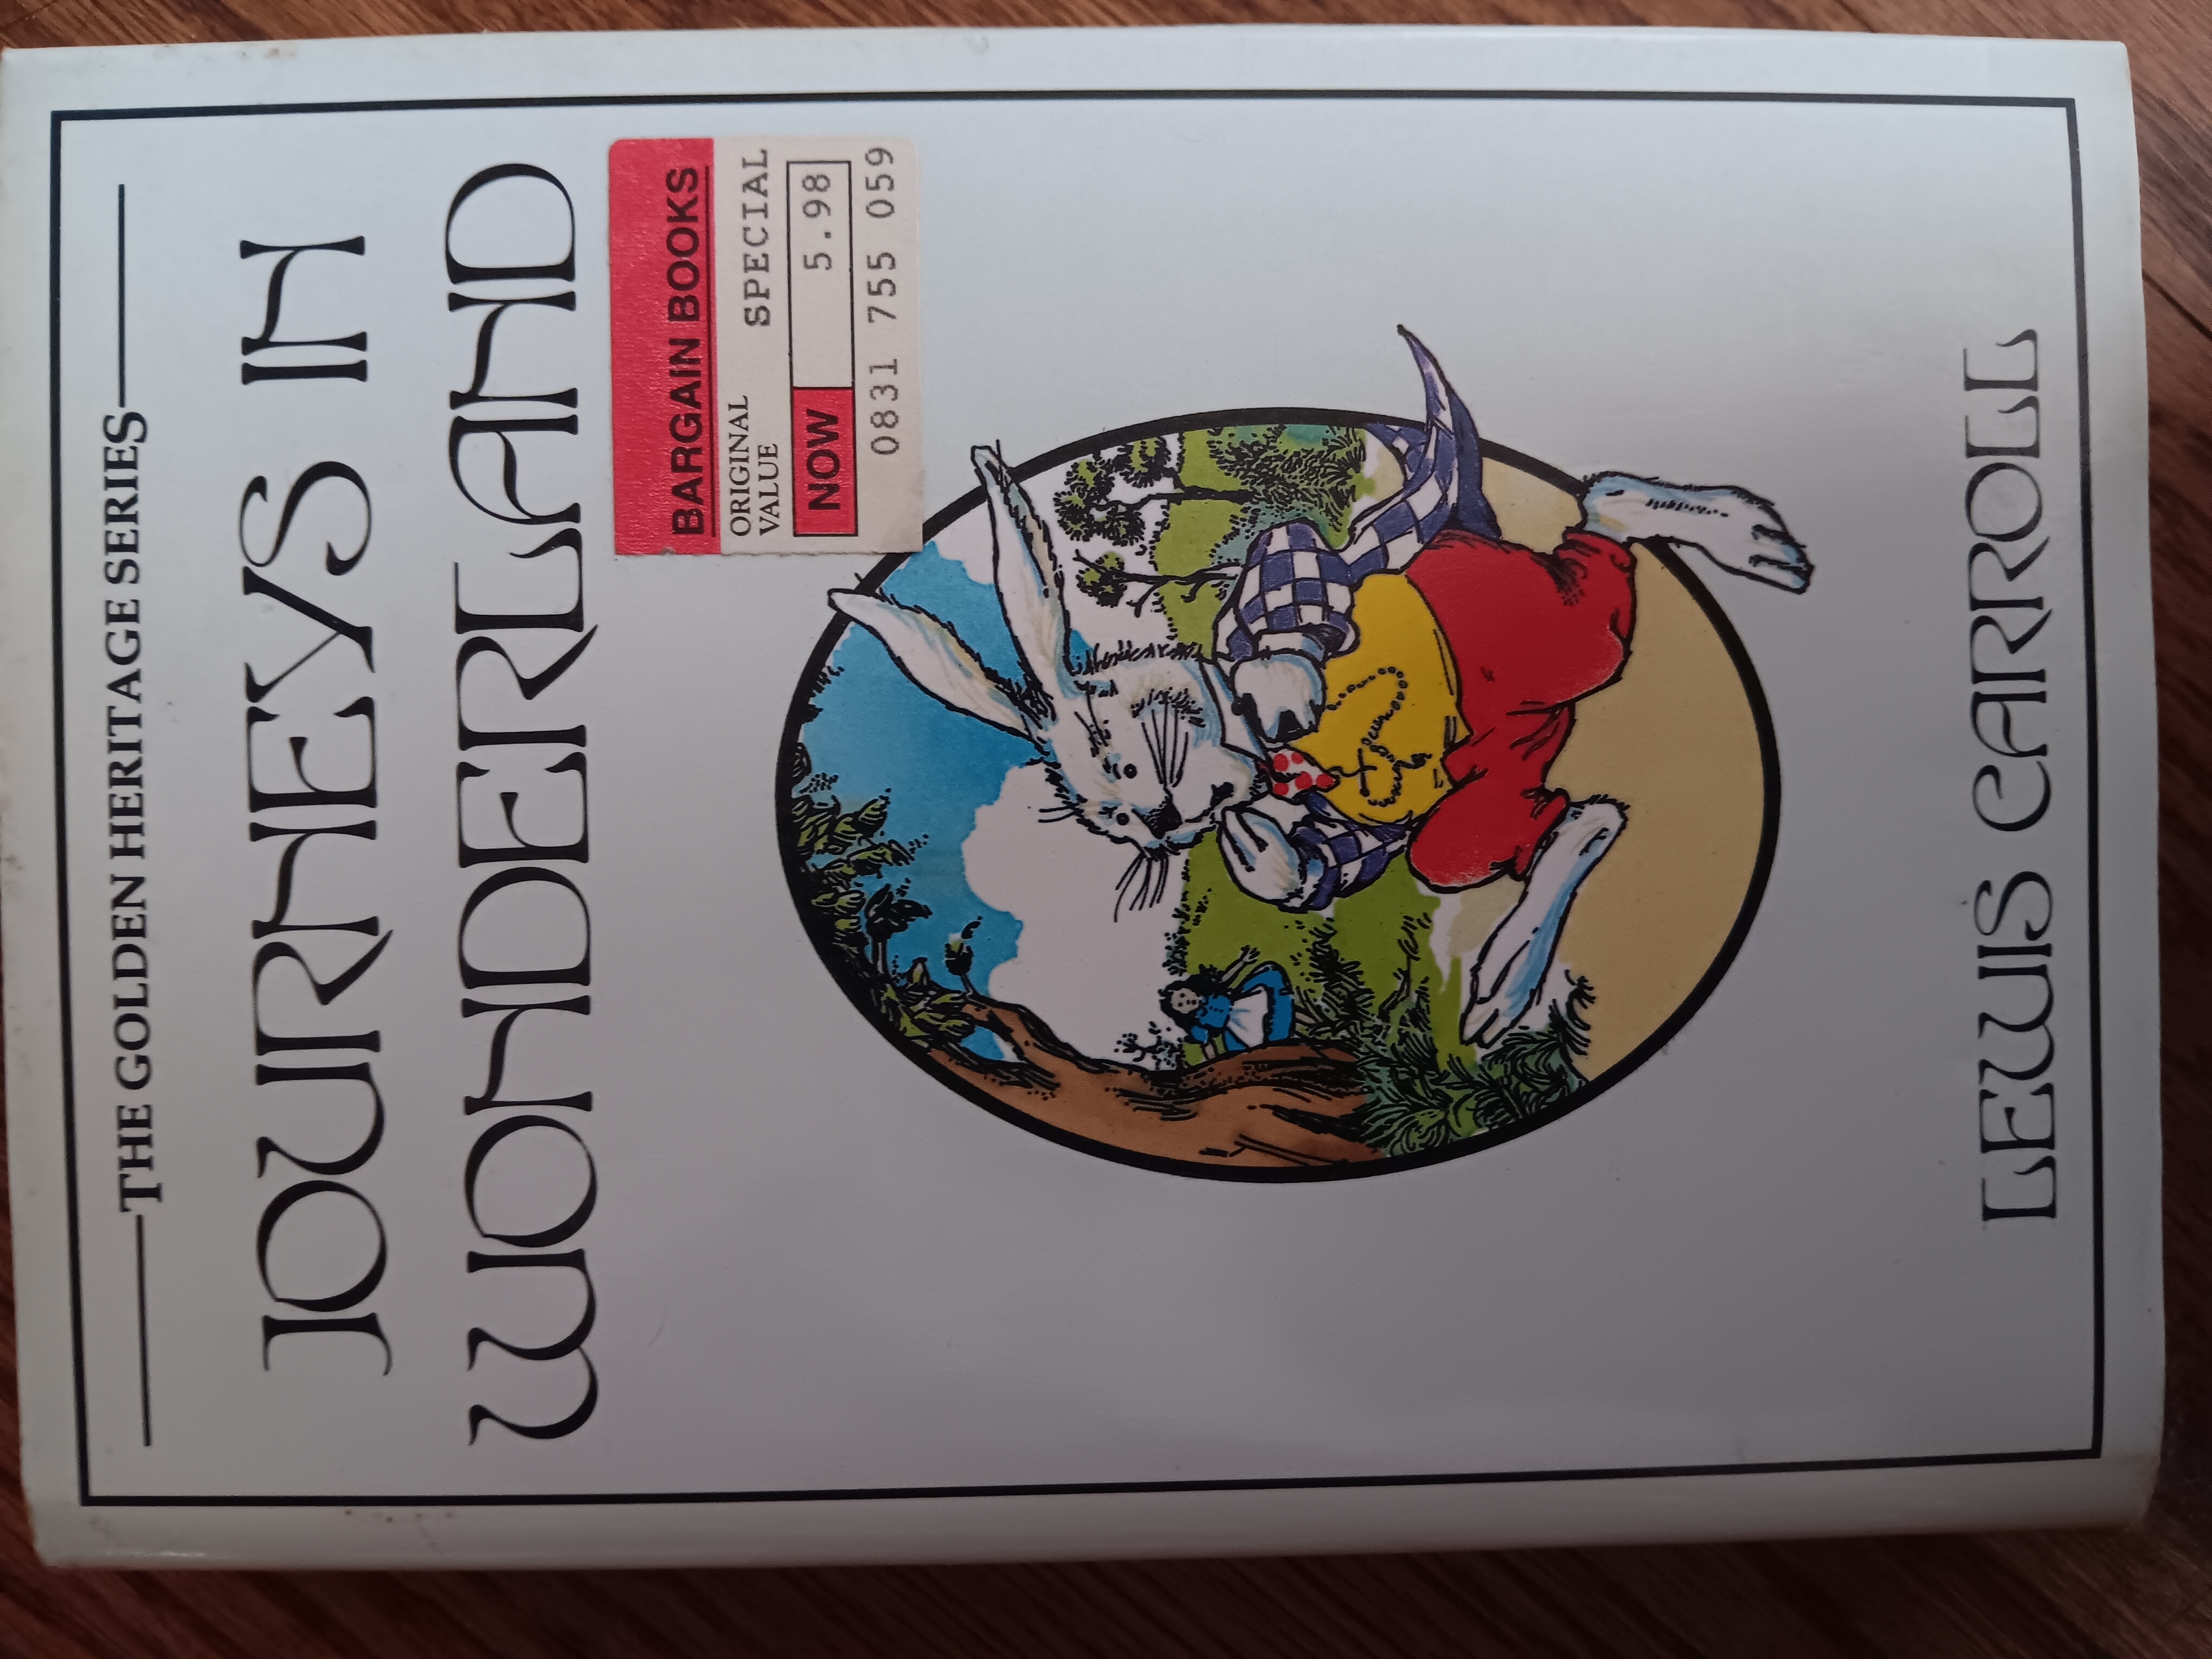 THE GOLDEN HERITAGE SERIES
JOURNEYS IN
WONDERLAND
BARGAIN BOOKS
ORIGINAL
VALUE SPECIAL
NOW 5.98
0831 755 059
LEWIS CARROLL